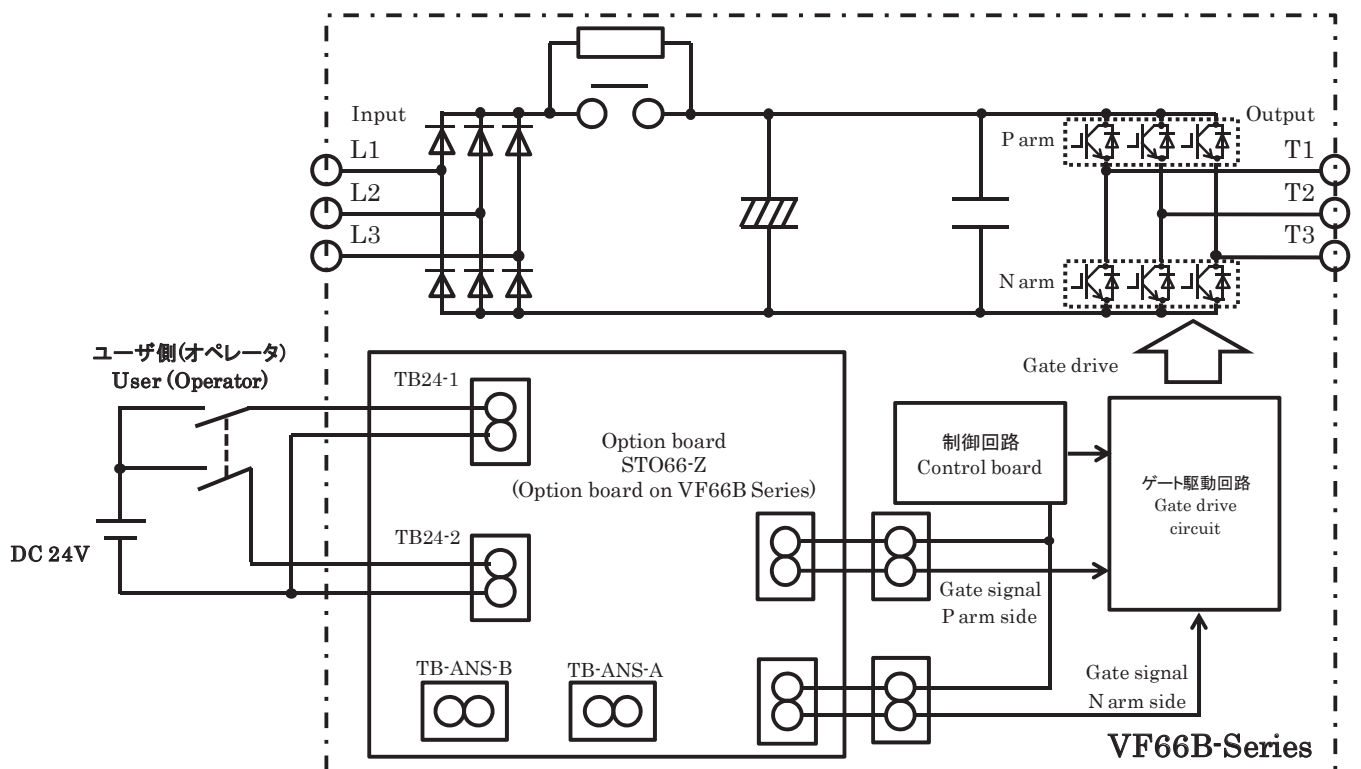 Input
Output
L1
L2
L3
P arm
N arm
T1
T2
T3
ユーザ側(オペレータ)
User (Operator)
DC 24V
TB24-1
TB24-2
Option board
STO66-Z
(Option board on VF66B Series)
TB-ANS-B
TB-ANS-A
Gate drive
制御回路
Control board
ゲート駆動回路
Gate drive
circuit
Gate signal
P arm side
Gate signal
N arm side
VF66B-Series